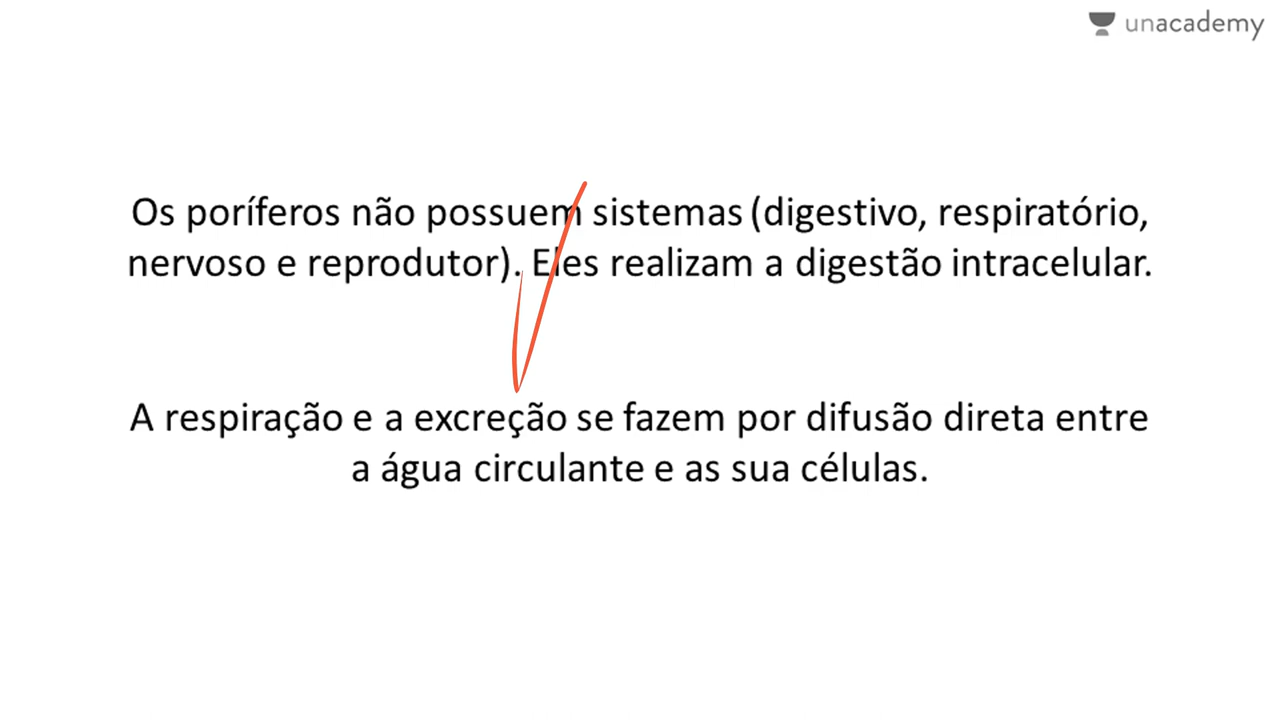 unacademy
Os poríferos não possuem sistemas (digestivo, respiratório,
nervoso e reprodutor). Eles realizam a digestão intracelular.
A respiração e a excreção se fazem por difusão direta entre
a água circulante e as sua células.